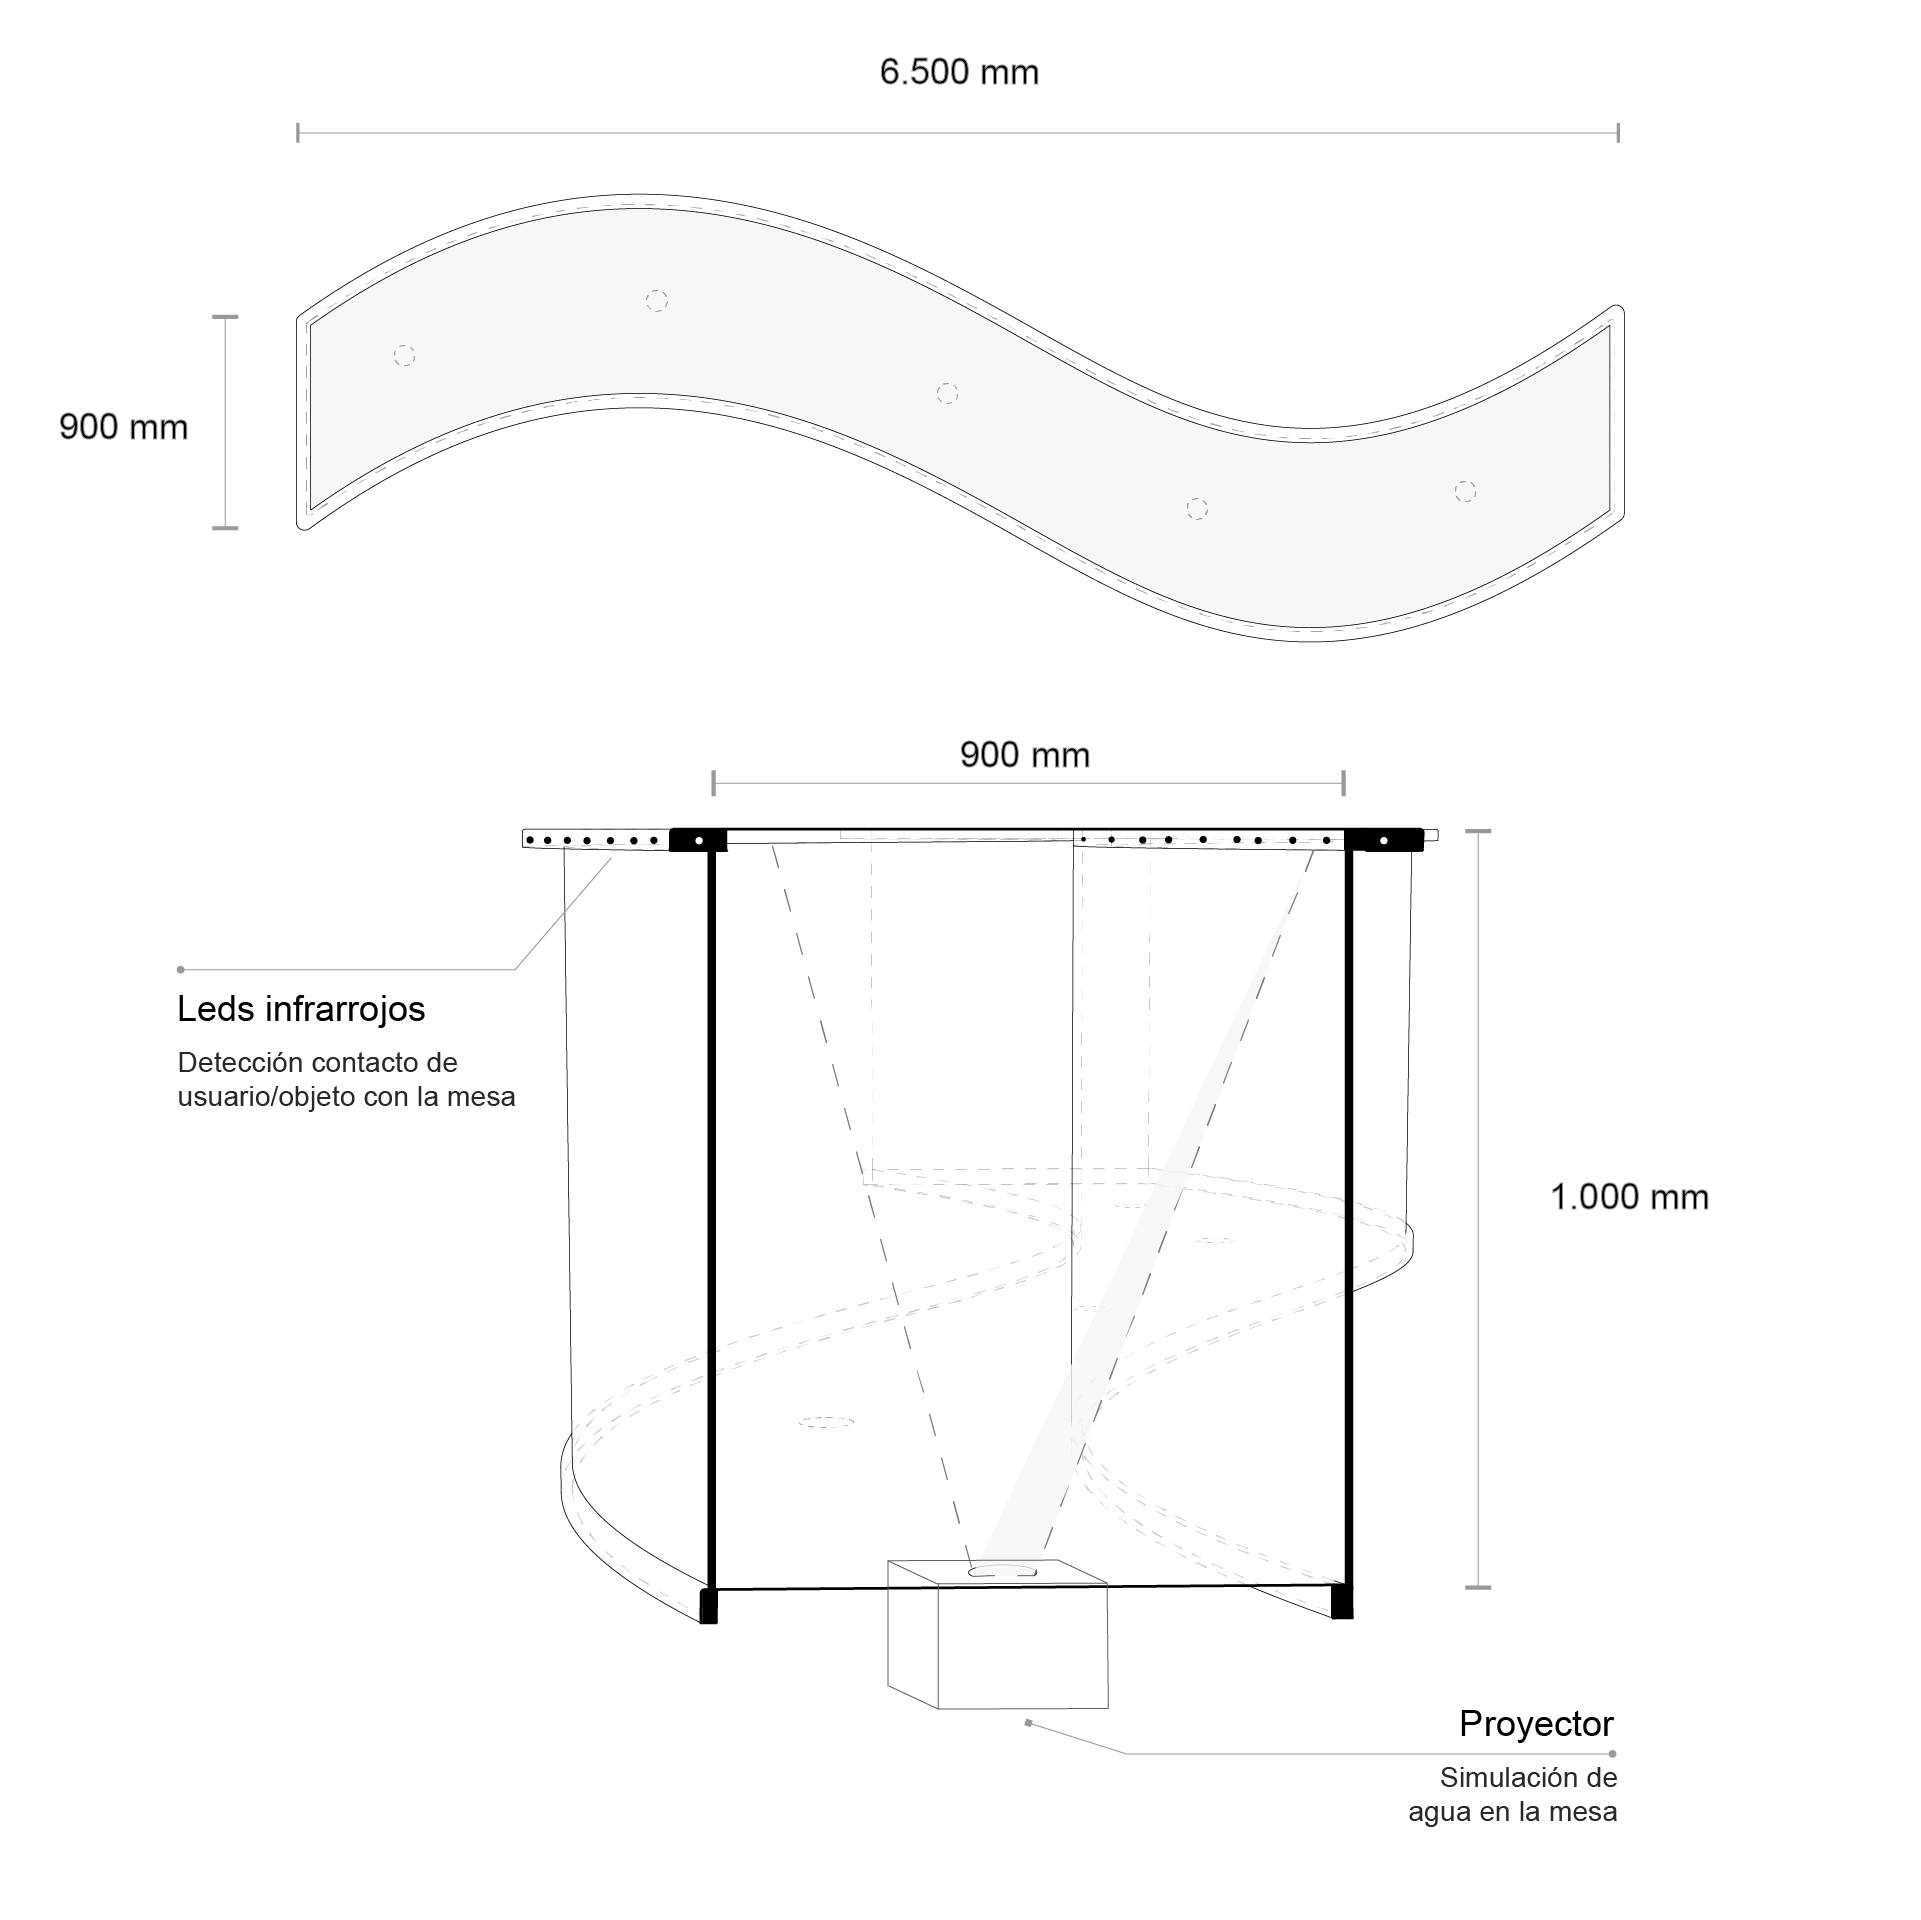 6.500 mm
900 mm
900 mm
Leds infrarrojos
Detección contacto de
usuario/objeto con la mesa
1.000 mm
Proyector
Simulación de
agua en la mesa